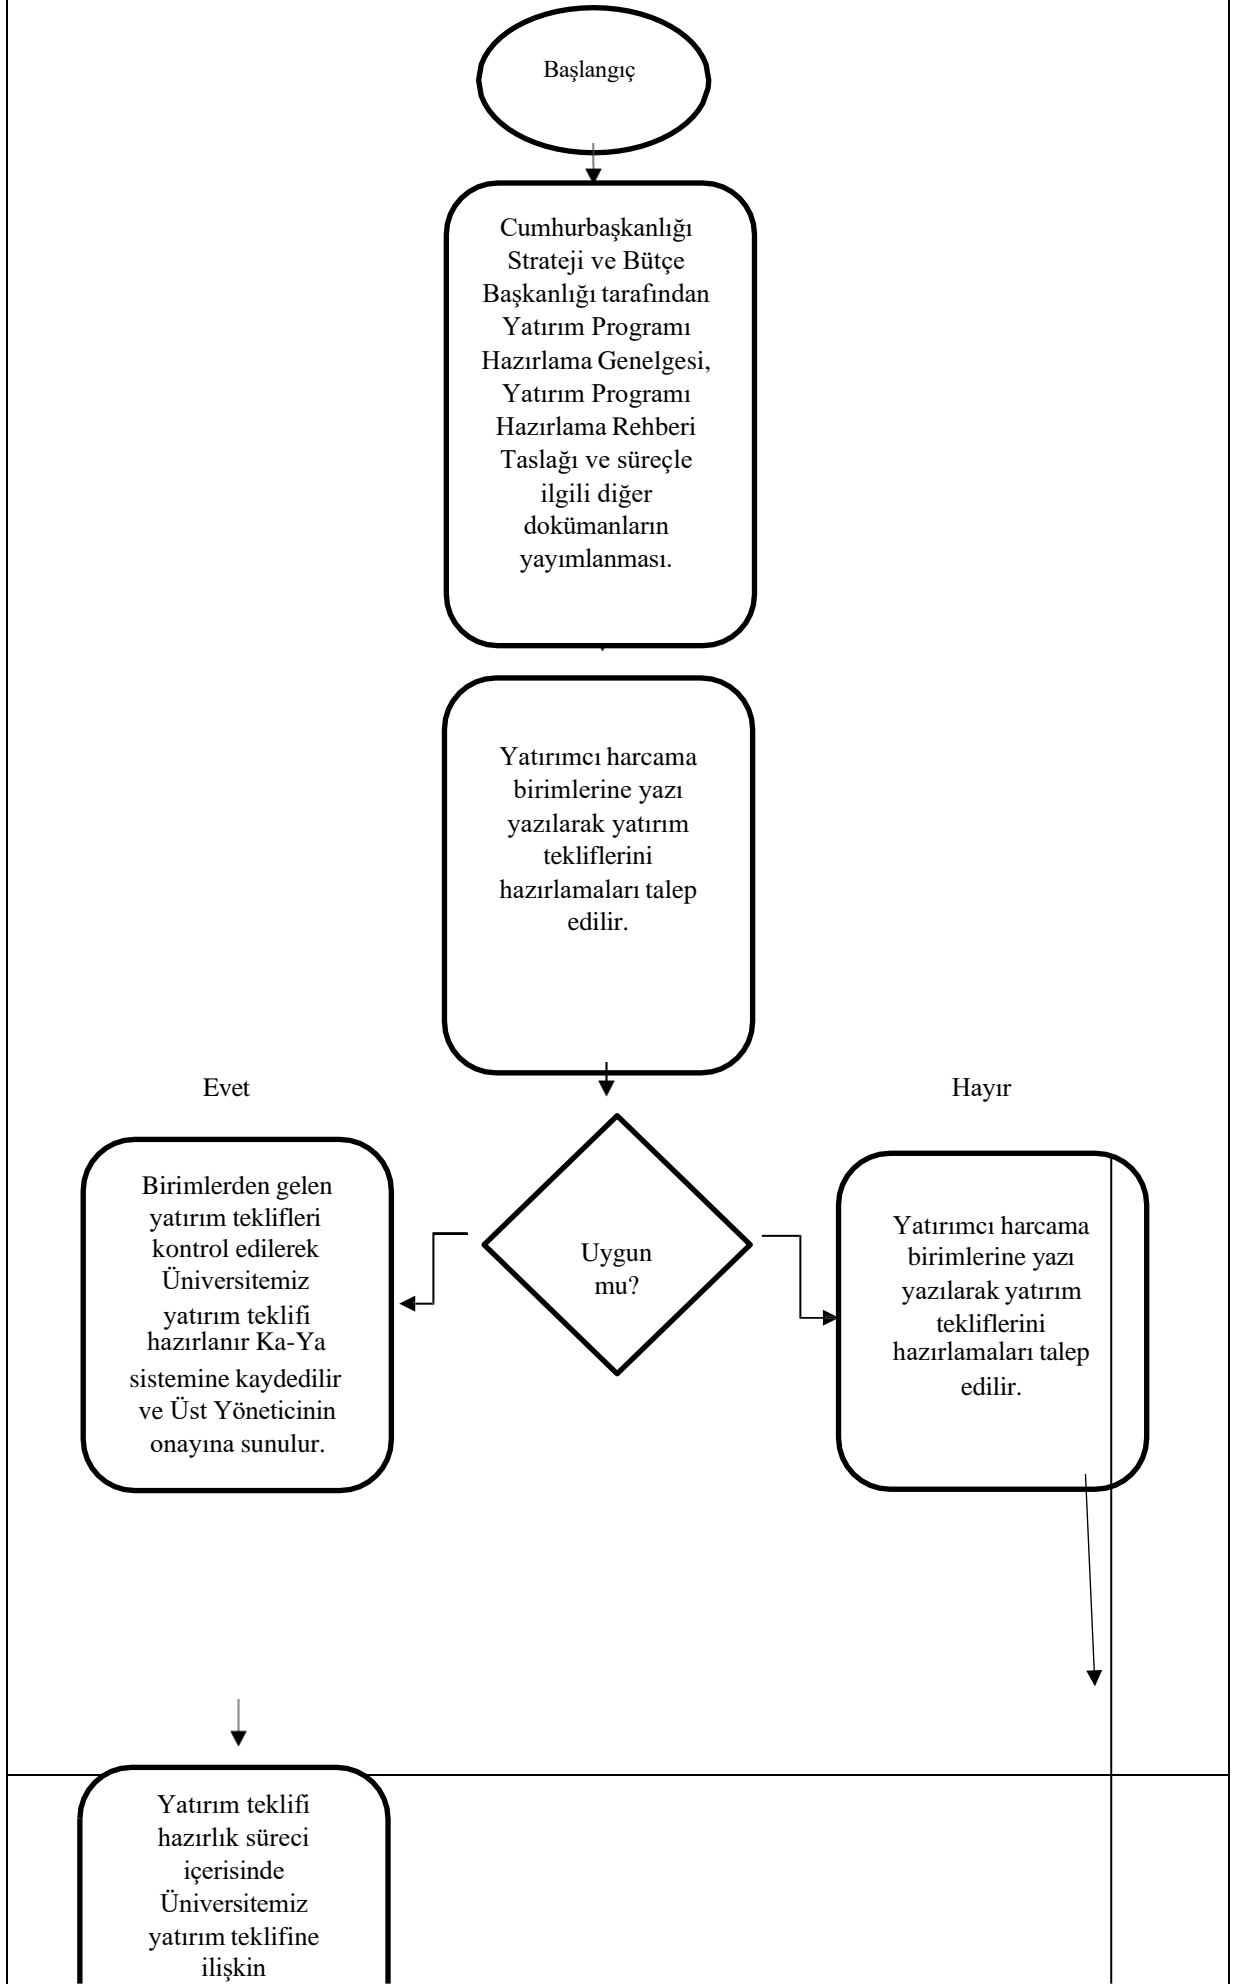 Başlangıç
Cumhurbaşkanlığı
Strateji ve Bütçe
Başkanlığı tarafından
Yatırım Programı
Hazırlama Genelgesi,
Yatırım Programı
Hazırlama Rehberi
Taslağı ve süreçle
ilgili diğer
dokümanların
yayımlanması.
Yatırımcı harcama
birimlerine yazı
yazılarak yatırım
tekliflerini
hazırlamaları talep
edilir.
Evet
Hayır
Birimlerden gelen
yatırım teklifleri
kontrol edilerek
Üniversitemiz
yatırım teklifi
hazırlanır Ka-Ya
sistemine kaydedilir
ve Üst Yöneticinin
onayına sunulur.
Uygun
mu?
Yatırımcı harcama
birimlerine yazı
yazılarak yatırım
tekliflerini
hazırlamaları talep
edilir.
Yatırım teklifi
hazırlık süreci
içerisinde
Üniversitemiz
yatırım teklifine
ilişkin